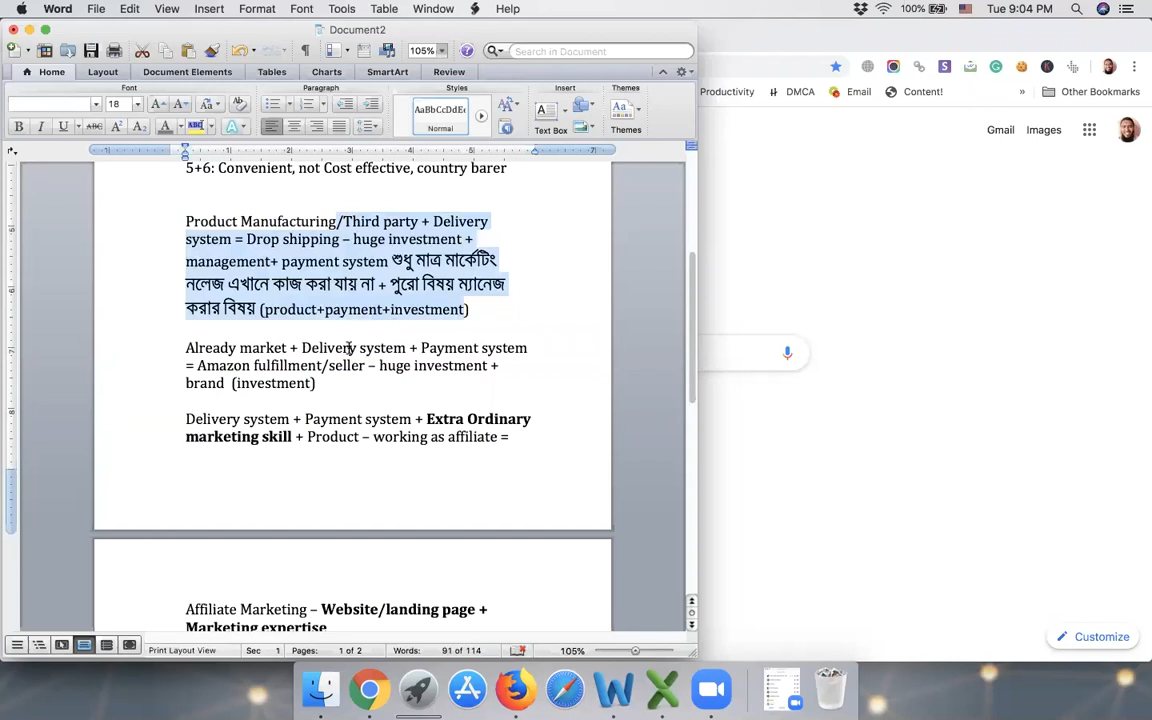 Word File Edit View Insert Format Font Tools Table Window Help 100% Tue 9:04 PM
Document2
105% Search in Document
Home Layout Document Elements Tables Charts SmartArt Review
Font Paragraph Styles Insert Themes
18 Aa AaBbCcDdEe
B I U ABC A² A₂ A ABC A Normal Text Box Themes
Productivity DMCA Email Content! » Other Bookmarks
Gmail Images
5+6: Convenient, not Cost effective, country barer
Product Manufacturing/Third party + Delivery
system = Drop shipping – huge investment +
management+ payment system শুধু মাত্র মার্কেটিং
নলেজ এখানে কাজ করা যায় না + পুরো বিষয় ম্যানেজ
করার বিষয় (product+payment+investment)
Already market + Delivery system + Payment system
= Amazon fulfillment/seller – huge investment +
brand (investment)
Delivery system + Payment system + Extra Ordinary
marketing skill + Product – working as affiliate =
Affiliate Marketing – Website/landing page +
Marketing expertise
Customize
Print Layout View Sec 1 Pages: 1 of 2 Words: 91 of 114 105%